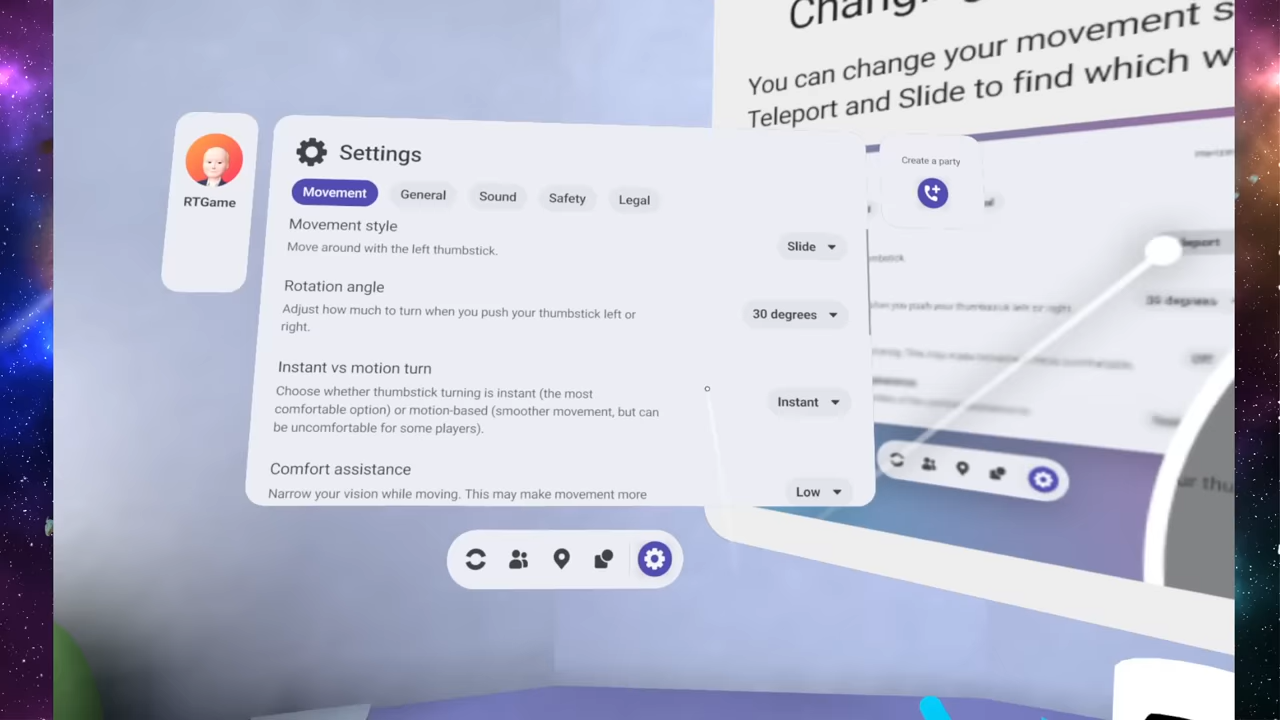 You can change your movement s
Teleport and Slide to find which w
Settings
RTGame
Movement
General
Sound
Safety
Legal
Movement style
Move around with the left thumbstick.
Slide
Rotation angle
Adjust how much to turn when you push your thumbstick left or
right.
30 degrees
Instant vs motion turn
Choose whether thumbstick turning is instant (the most
comfortable option) or motion-based (smoother movement, but can
be uncomfortable for some players).
Instant
Comfort assistance
Narrow your vision while moving. This may make movement more
Low
Create a party
30 degrees